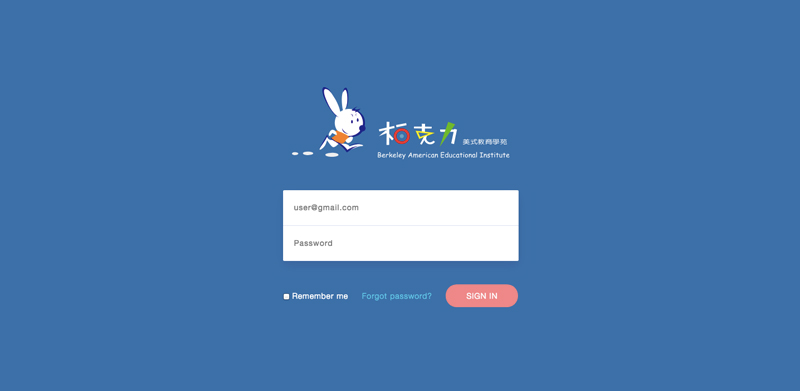 柏克力 美式教育學苑
Berkeley American Educational Institute
user@gmail.com
Password
Remember me Forgot password? SIGN IN